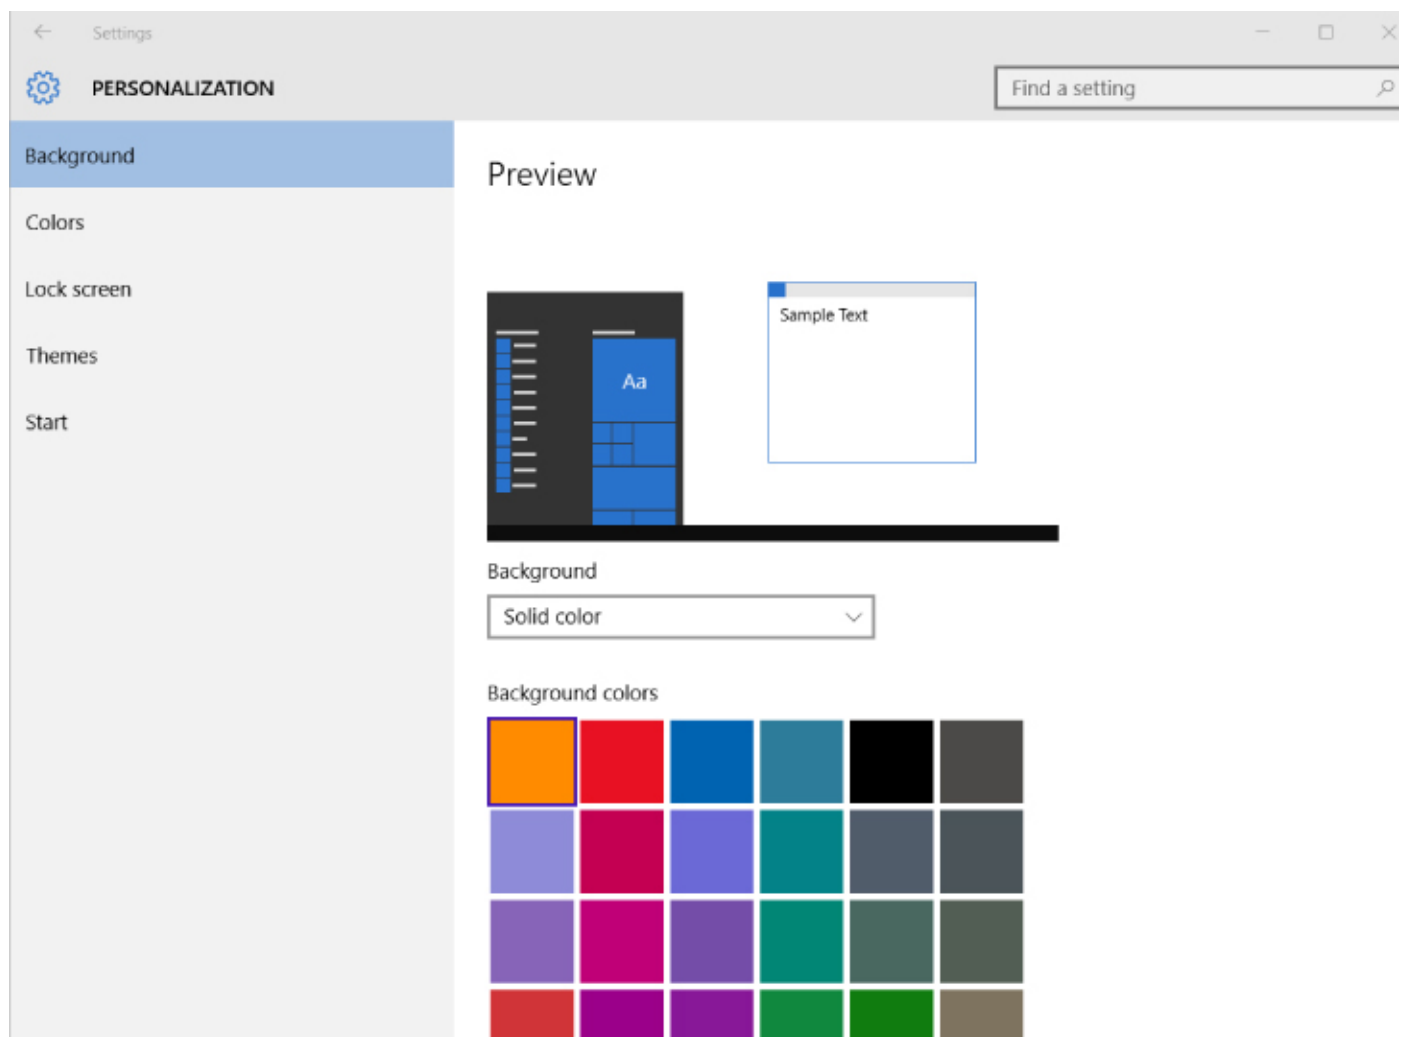 Settings
PERSONALIZATION
Find a setting
Background
Colors
Lock screen
Themes
Start
Preview
Aa
Sample Text
Background
Solid color
Background colors